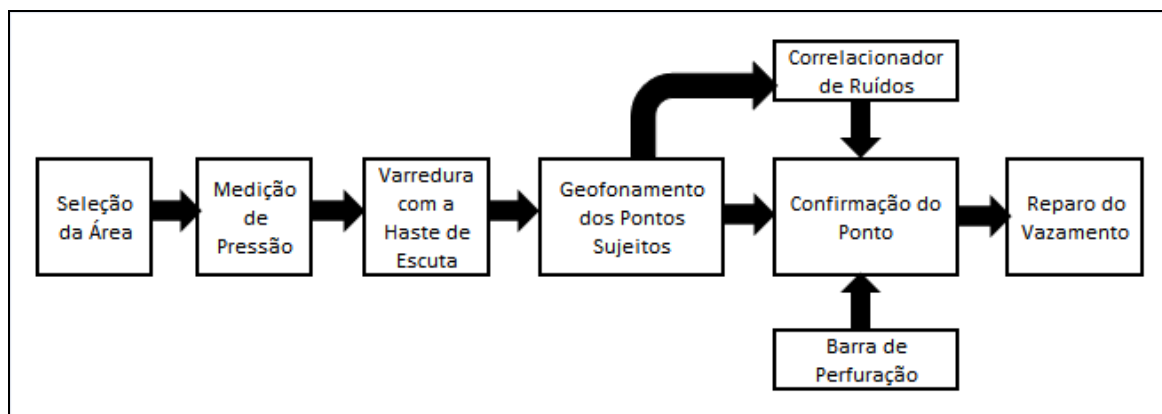 Seleção
da Área
Medição
de
Pressão
Varredura
com a
Haste de
Escuta
Geofonamento
dos Pontos
Sujeitos
Correlacionador
de Ruídos
Confirmação do
Ponto
Barra de
Perfuração
Reparo do
Vazamento